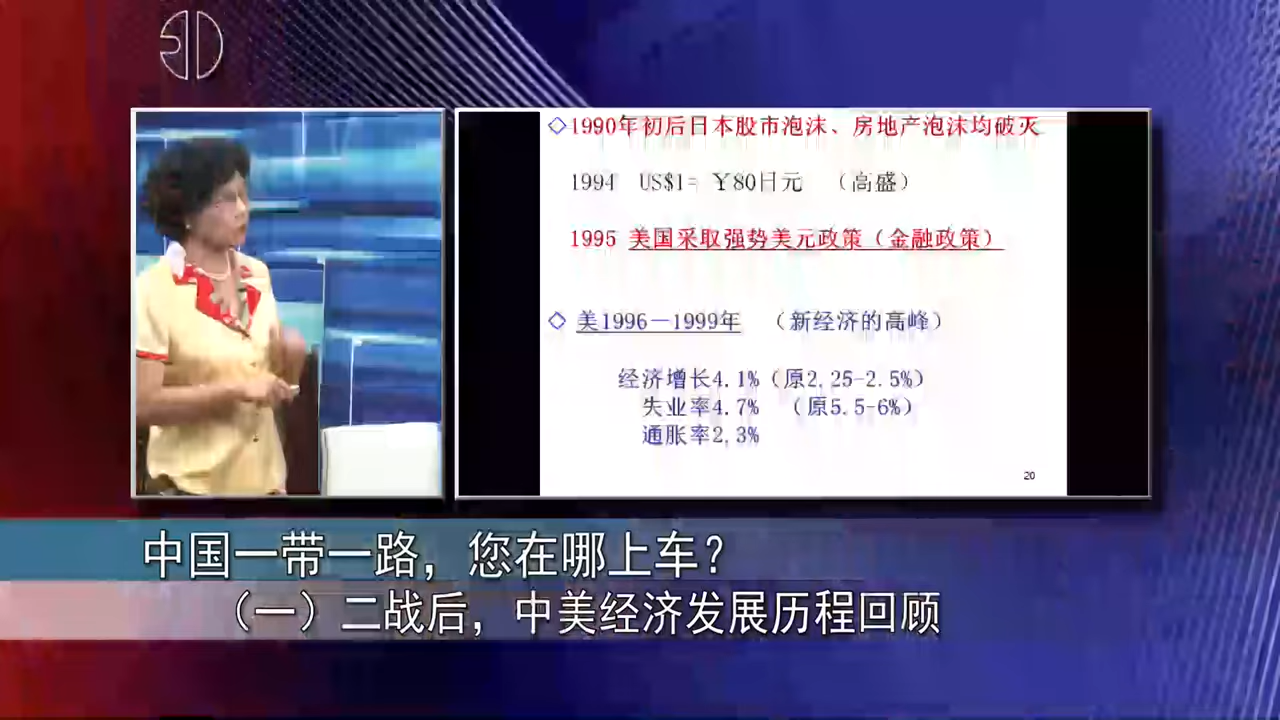 ◇1990年初后日本股市泡沫、房地产泡沫均破灭
1994 US$1= ￥80日元 (高盛)
1995 美国采取强势美元政策(金融政策)
◇ 美1996-1999年 (新经济的高峰)
经济增长4.1%(原2.25-2.5%)
失业率4.7% (原5.5-6%)
通胀率2.3%
20
中国一带一路，您在哪上车？
(一)二战后，中美经济发展历程回顾